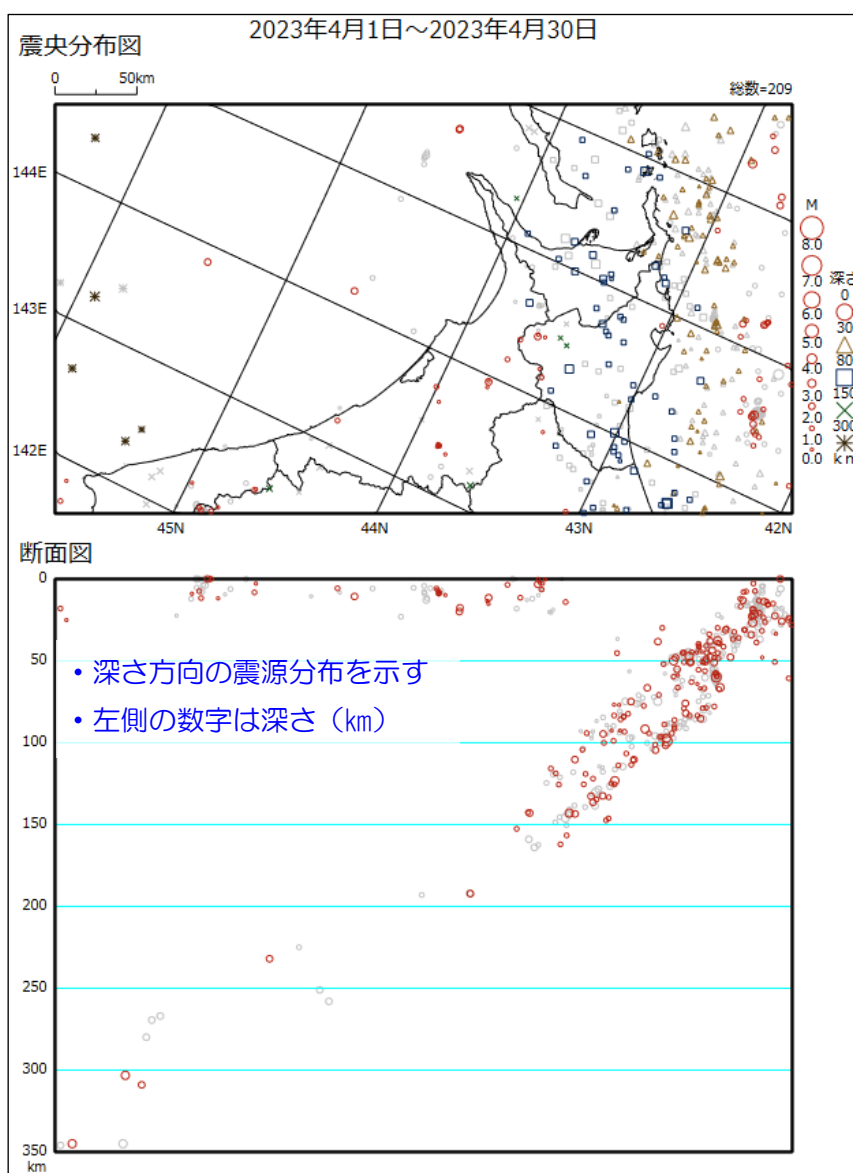 2023年4月1日～2023年4月30日
震央分布図
0 50km
総数=209
144E
143E
142E
45N
44N
43N
42N
M
8.0
7.0
6.0
5.0
4.0
3.0
2.0
1.0
0.0
深さ
0
30
80
150
300
km
断面図
0
50
100
150
200
250
300
350
km
・深さ方向の震源分布を示す
・左側の数字は深さ（㎞）